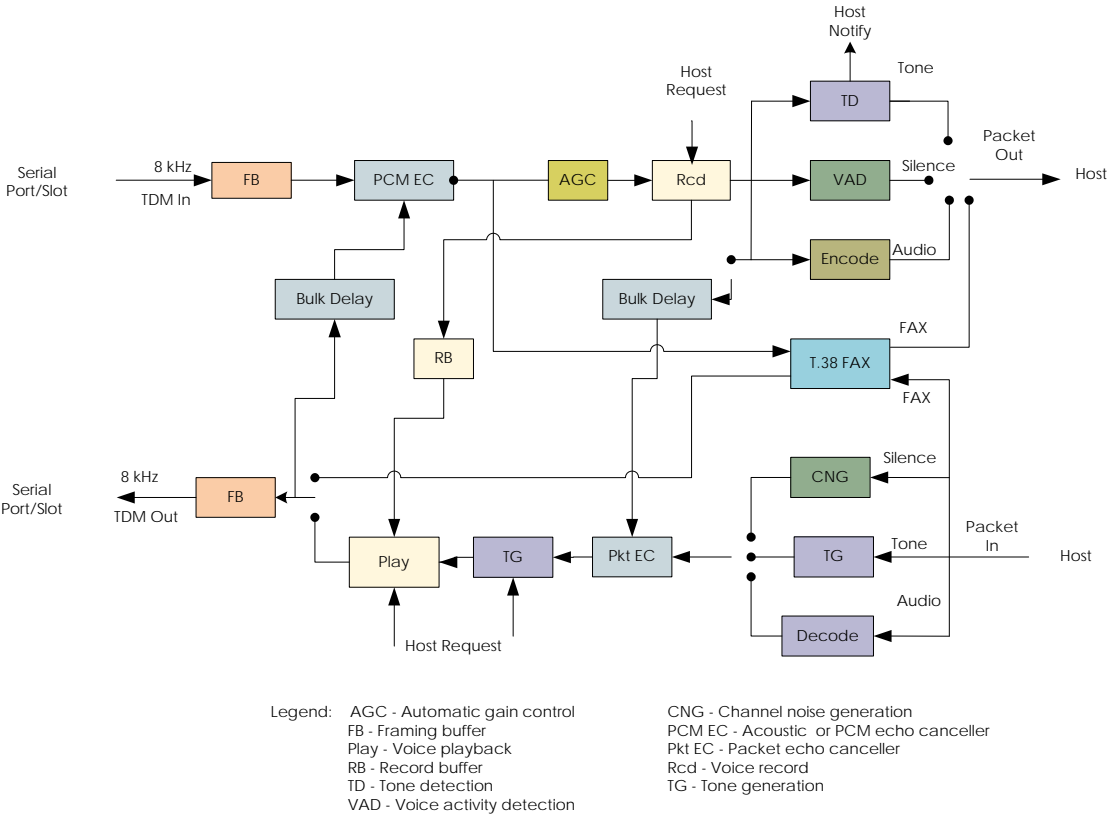 Host
Notify
Tone
TD
Host
Request
Packet
Out
Serial
Port/Slot
8 kHz
TDM In
FB
PCM EC
AGC
Rcd
VAD
Silence
Host
Encode
Audio
Bulk Delay
Bulk Delay
FAX
RB
T.38 FAX
FAX
Silence
CNG
8 kHz
Serial
Port/Slot
TDM Out
FB
Packet
In
Tone
Play
TG
Pkt EC
TG
Host
Audio
Decode
Host Request
Legend:
AGC - Automatic gain control
FB - Framing buffer
Play - Voice playback
RB - Record buffer
TD - Tone detection
VAD - Voice activity detection
CNG - Channel noise generation
PCM EC - Acoustic or PCM echo canceller
Pkt EC - Packet echo canceller
Rcd - Voice record
TG - Tone generation